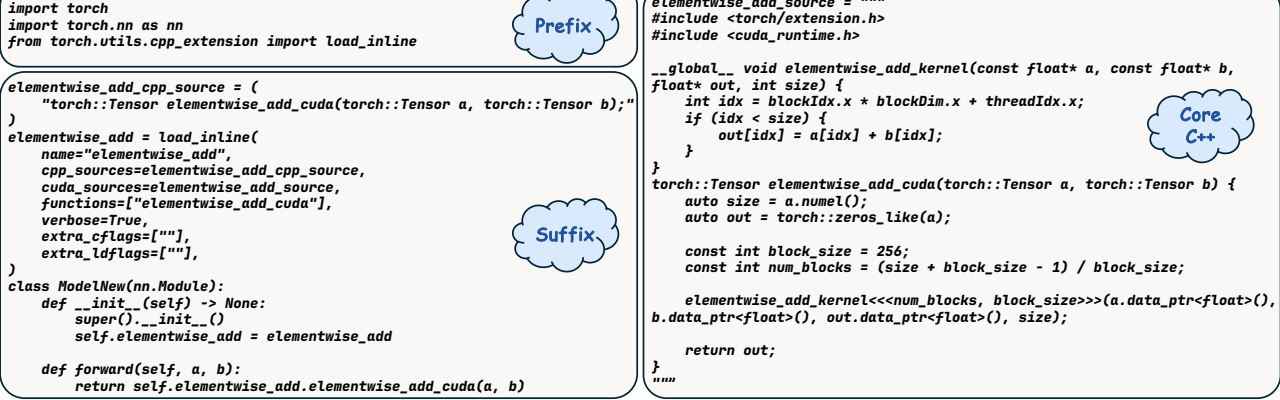 import torch
import torch.nn as nn
from torch.utils.cpp_extension import load_inline
Prefix
elementwise_add_cpp_source = (
    "torch::Tensor elementwise_add_cuda(torch::Tensor a, torch::Tensor b);"
)
elementwise_add = load_inline(
    name="elementwise_add",
    cpp_sources=elementwise_add_cpp_source,
    cuda_sources=elementwise_add_source,
    functions=["elementwise_add_cuda"],
    verbose=True,
    extra_cflags=[""],
    extra_ldflags=[""],
)
Suffix
class ModelNew(nn.Module):
    def __init__(self) -> None:
        super().__init__()
        self.elementwise_add = elementwise_add

    def forward(self, a, b):
        return self.elementwise_add.elementwise_add_cuda(a, b)
elementwise_add_source = """
#include <torch/extension.h>
#include <cuda_runtime.h>

__global__ void elementwise_add_kernel(const float* a, const float* b,
float* out, int size) {
    int idx = blockIdx.x * blockDim.x + threadIdx.x;
    if (idx < size) {
        out[idx] = a[idx] + b[idx];
    }
}
Core
C++
torch::Tensor elementwise_add_cuda(torch::Tensor a, torch::Tensor b) {
    auto size = a.numel();
    auto out = torch::zeros_like(a);

    const int block_size = 256;
    const int num_blocks = (size + block_size - 1) / block_size;

    elementwise_add_kernel<<<num_blocks, block_size>>>(a.data_ptr<float>(),
b.data_ptr<float>(), out.data_ptr<float>(), size);

    return out;
}
"""